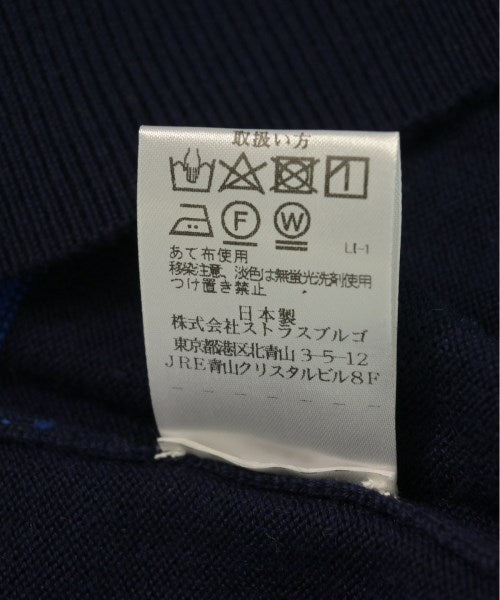 取扱い方
F W
LI-1
あて布使用
移染注意、淡色は無蛍光洗剤使用
つけ置き禁止
日本製
株式会社ストラスブルゴ
東京都港区北青山3-5-12
JRE青山クリスタルビル8F